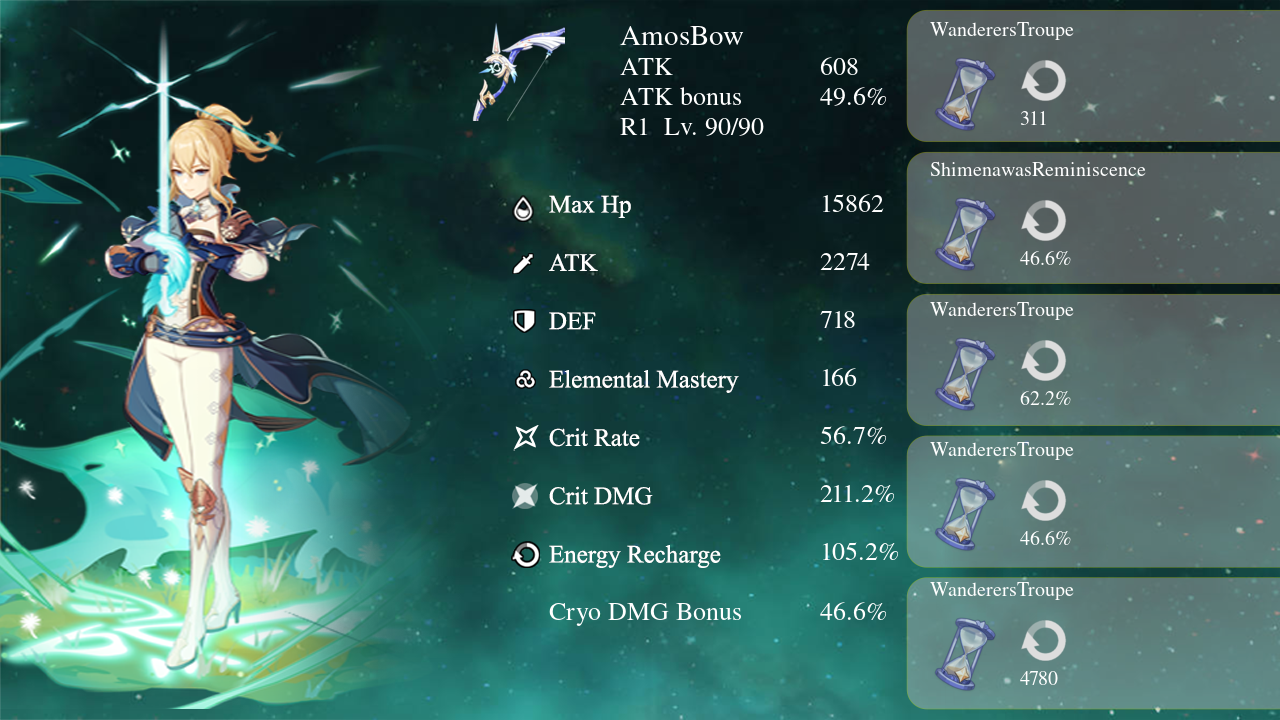 AmosBow
ATK 608
ATK bonus 49.6%
R1 Lv. 90/90
Max Hp 15862
ATK 2274
DEF 718
Elemental Mastery 166
Crit Rate 56.7%
Crit DMG 211.2%
Energy Recharge 105.2%
Cryo DMG Bonus 46.6%
WanderersTroupe
311
ShimenawasReminiscence
46.6%
WanderersTroupe
62.2%
WanderersTroupe
46.6%
WanderersTroupe
4780